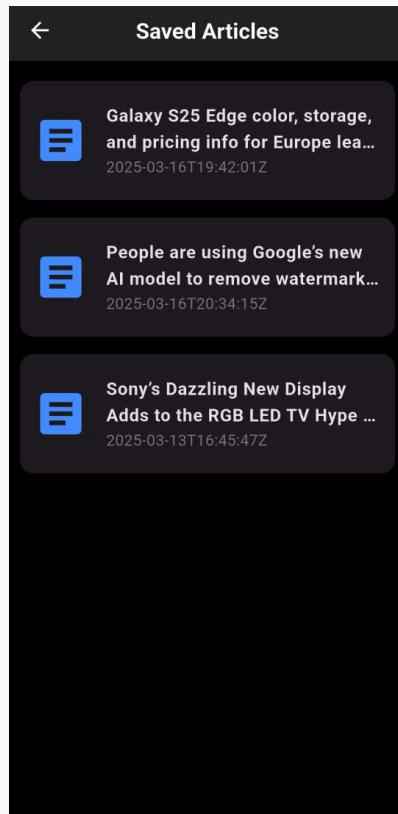 Saved Articles
Galaxy S25 Edge color, storage,
and pricing info for Europe lea...
2025-03-16T19:42:01Z
People are using Google’s new
AI model to remove watermark...
2025-03-16T20:34:15Z
Sony’s Dazzling New Display
Adds to the RGB LED TV Hype ...
2025-03-13T16:45:47Z